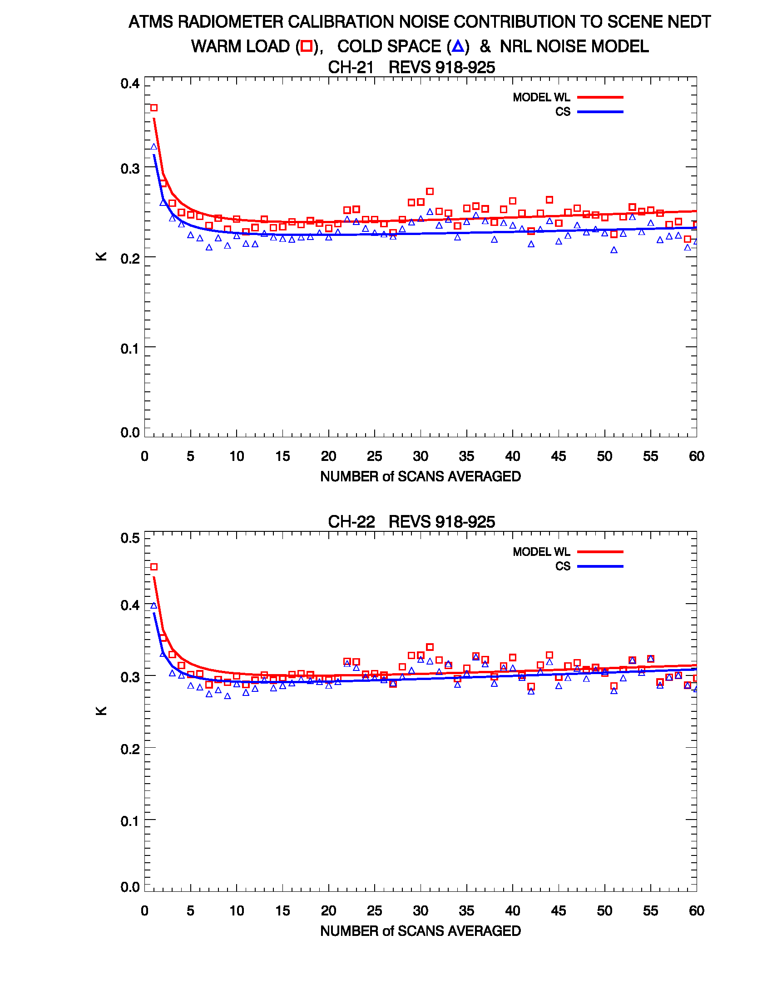 ATMS RADIOMETER CALIBRATION NOISE CONTRIBUTION TO SCENE NEDT
WARM LOAD (□), COLD SPACE (△) & NRL NOISE MODEL
CH-21 REVS 918-925
MODEL WL
CS
0.4
0.3
0.2
0.1
0.0
K
0 5 10 15 20 25 30 35 40 45 50 55 60
NUMBER of SCANS AVERAGED
CH-22 REVS 918-925
MODEL WL
CS
0.5
0.4
0.3
0.2
0.1
0.0
K
0 5 10 15 20 25 30 35 40 45 50 55 60
NUMBER of SCANS AVERAGED